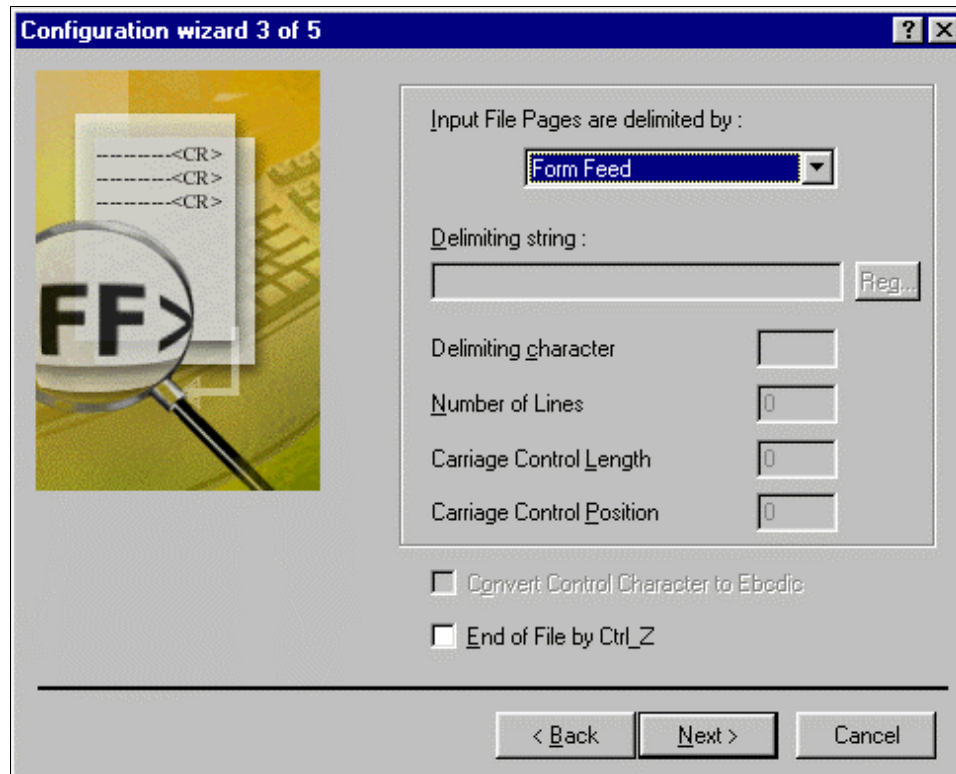 Configuration wizard 3 of 5
---------<CR>
---------<CR>
---------<CR>
FF>
Input File Pages are delimited by :
Form Feed
Delimiting string :
Reg...
Delimiting character
Number of Lines 0
Carriage Control Length 0
Carriage Control Position 0
Convert Control Character to Ebcdic
End of File by Ctrl_Z
< Back Next > Cancel